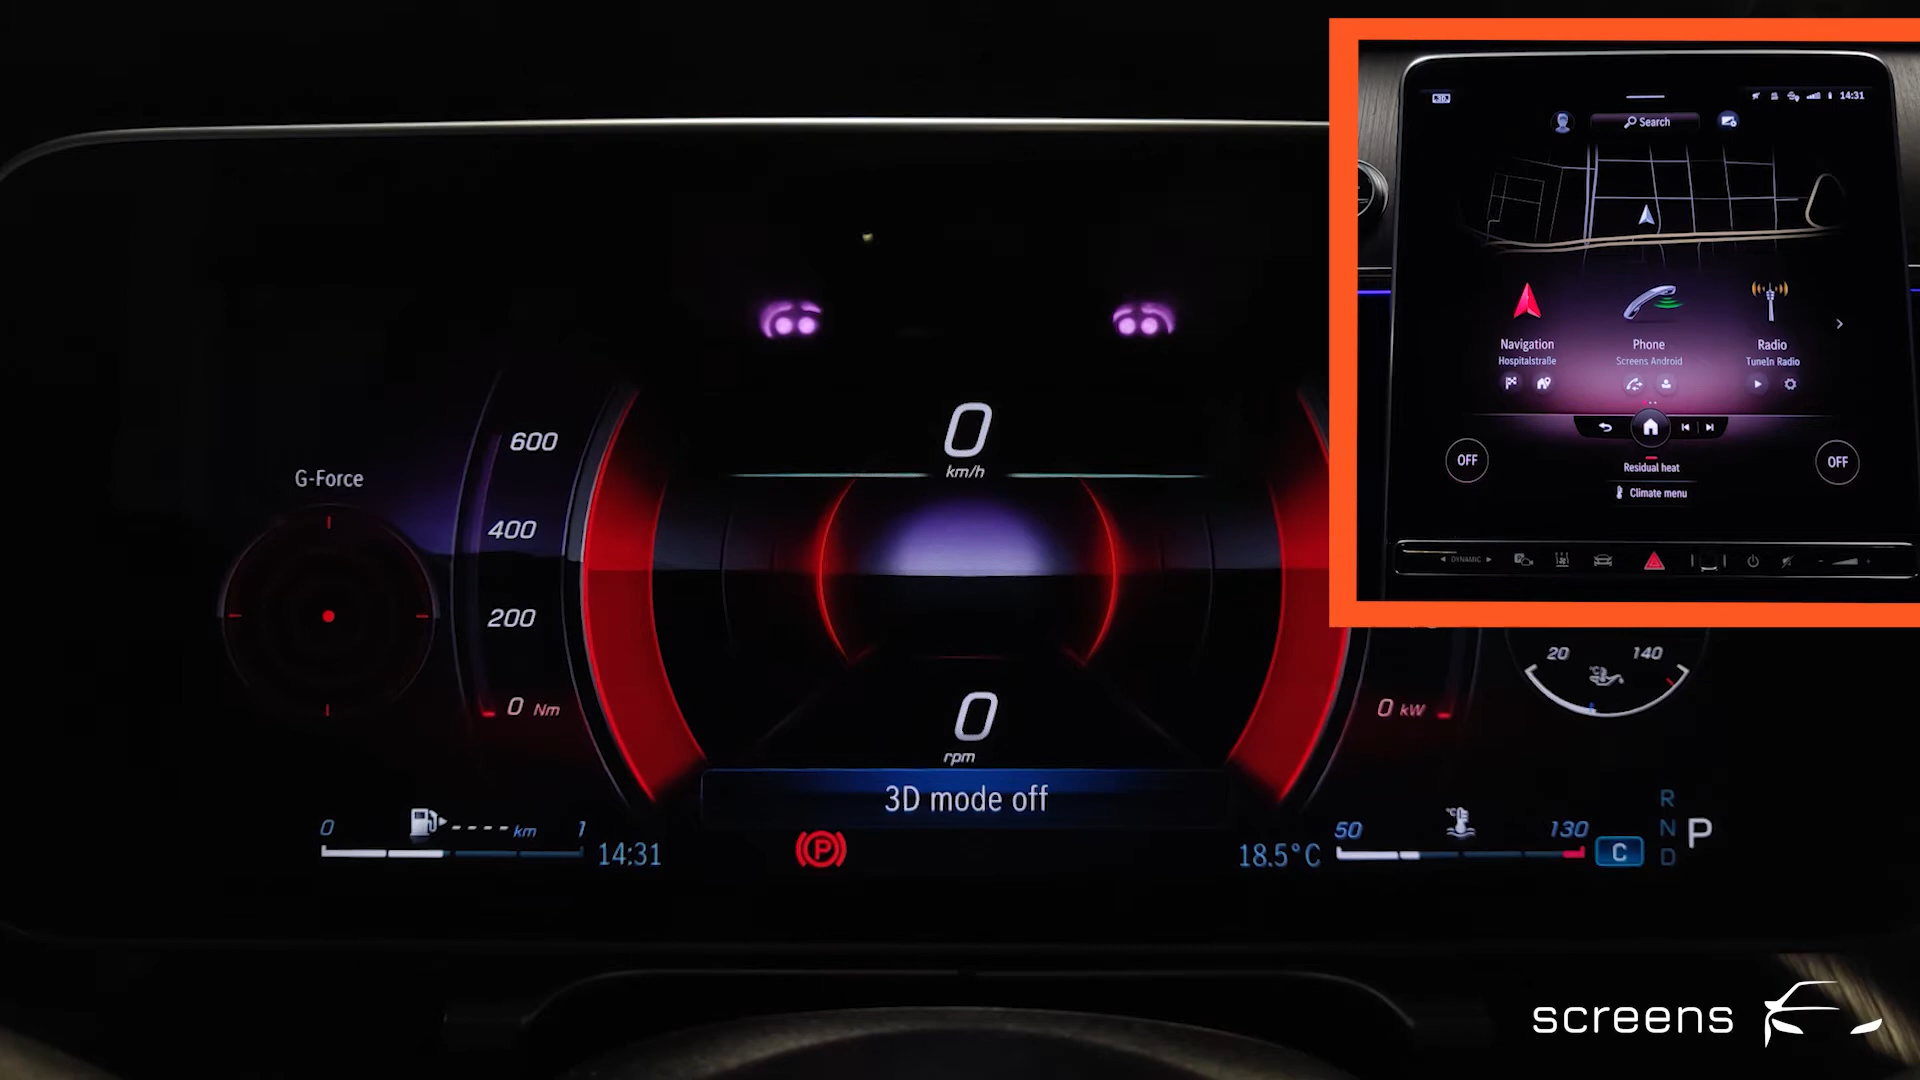 14:31
Search
Navigation
Hospitalstraße
Phone
Screens Android
Radio
TuneIn Radio
OFF
Residual heat
OFF
Climate menu
DYNAMIC
0
km/h
600
G-Force
400
200
0 Nm
0 kW
20
140
°C
0
rpm
3D mode off
0
km
1
14:31
P
18.5°C
50
°C
130
C
R
N
D
P
screens